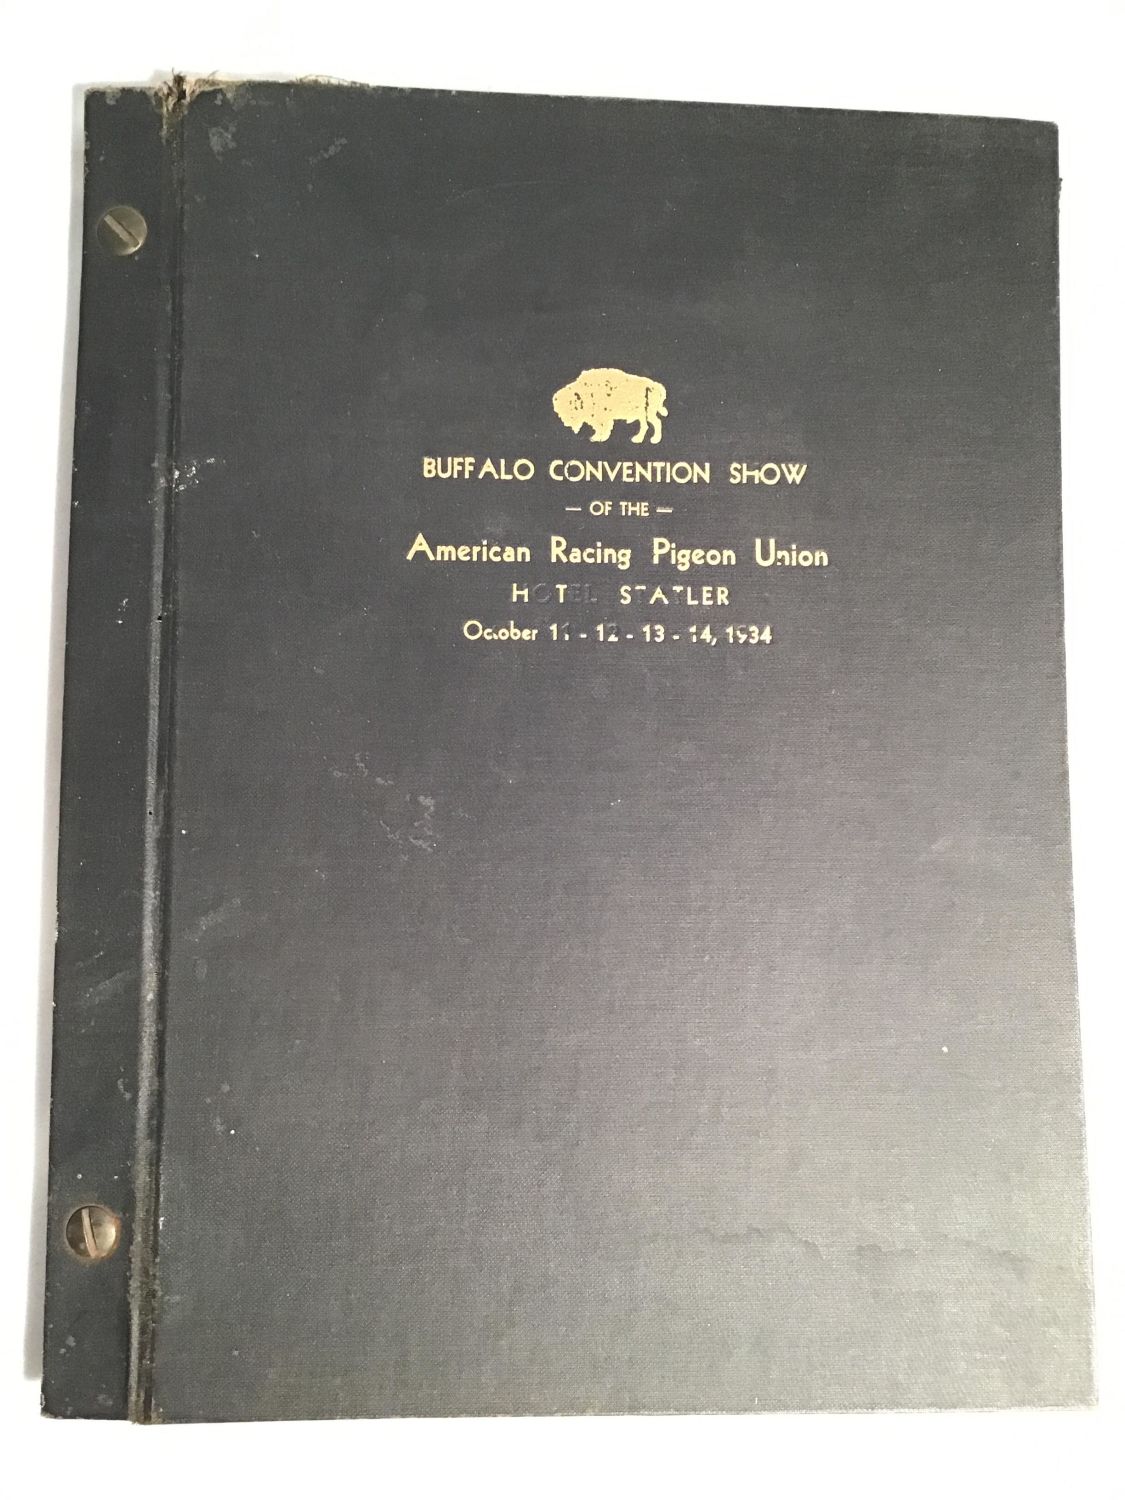 BUFFALO CONVENTION SHOW
— OF THE —
American Racing Pigeon Union
HOTEL STATLER
October 11 - 12 - 13 - 14, 1934